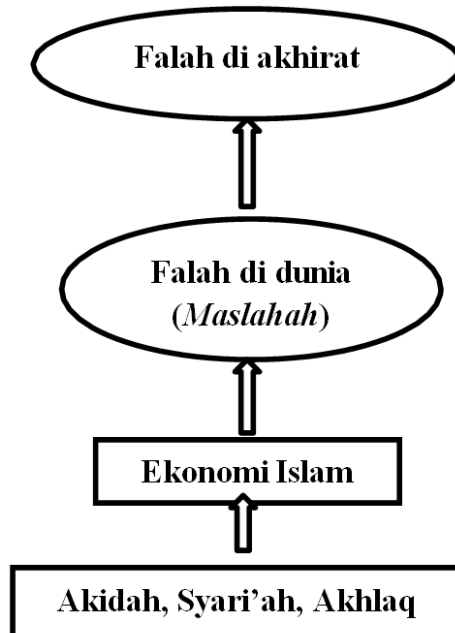 Falah di akhirat
Falah di dunia
(Maslahah)
Ekonomi Islam
Akidah, Syari’ah, Akhlaq